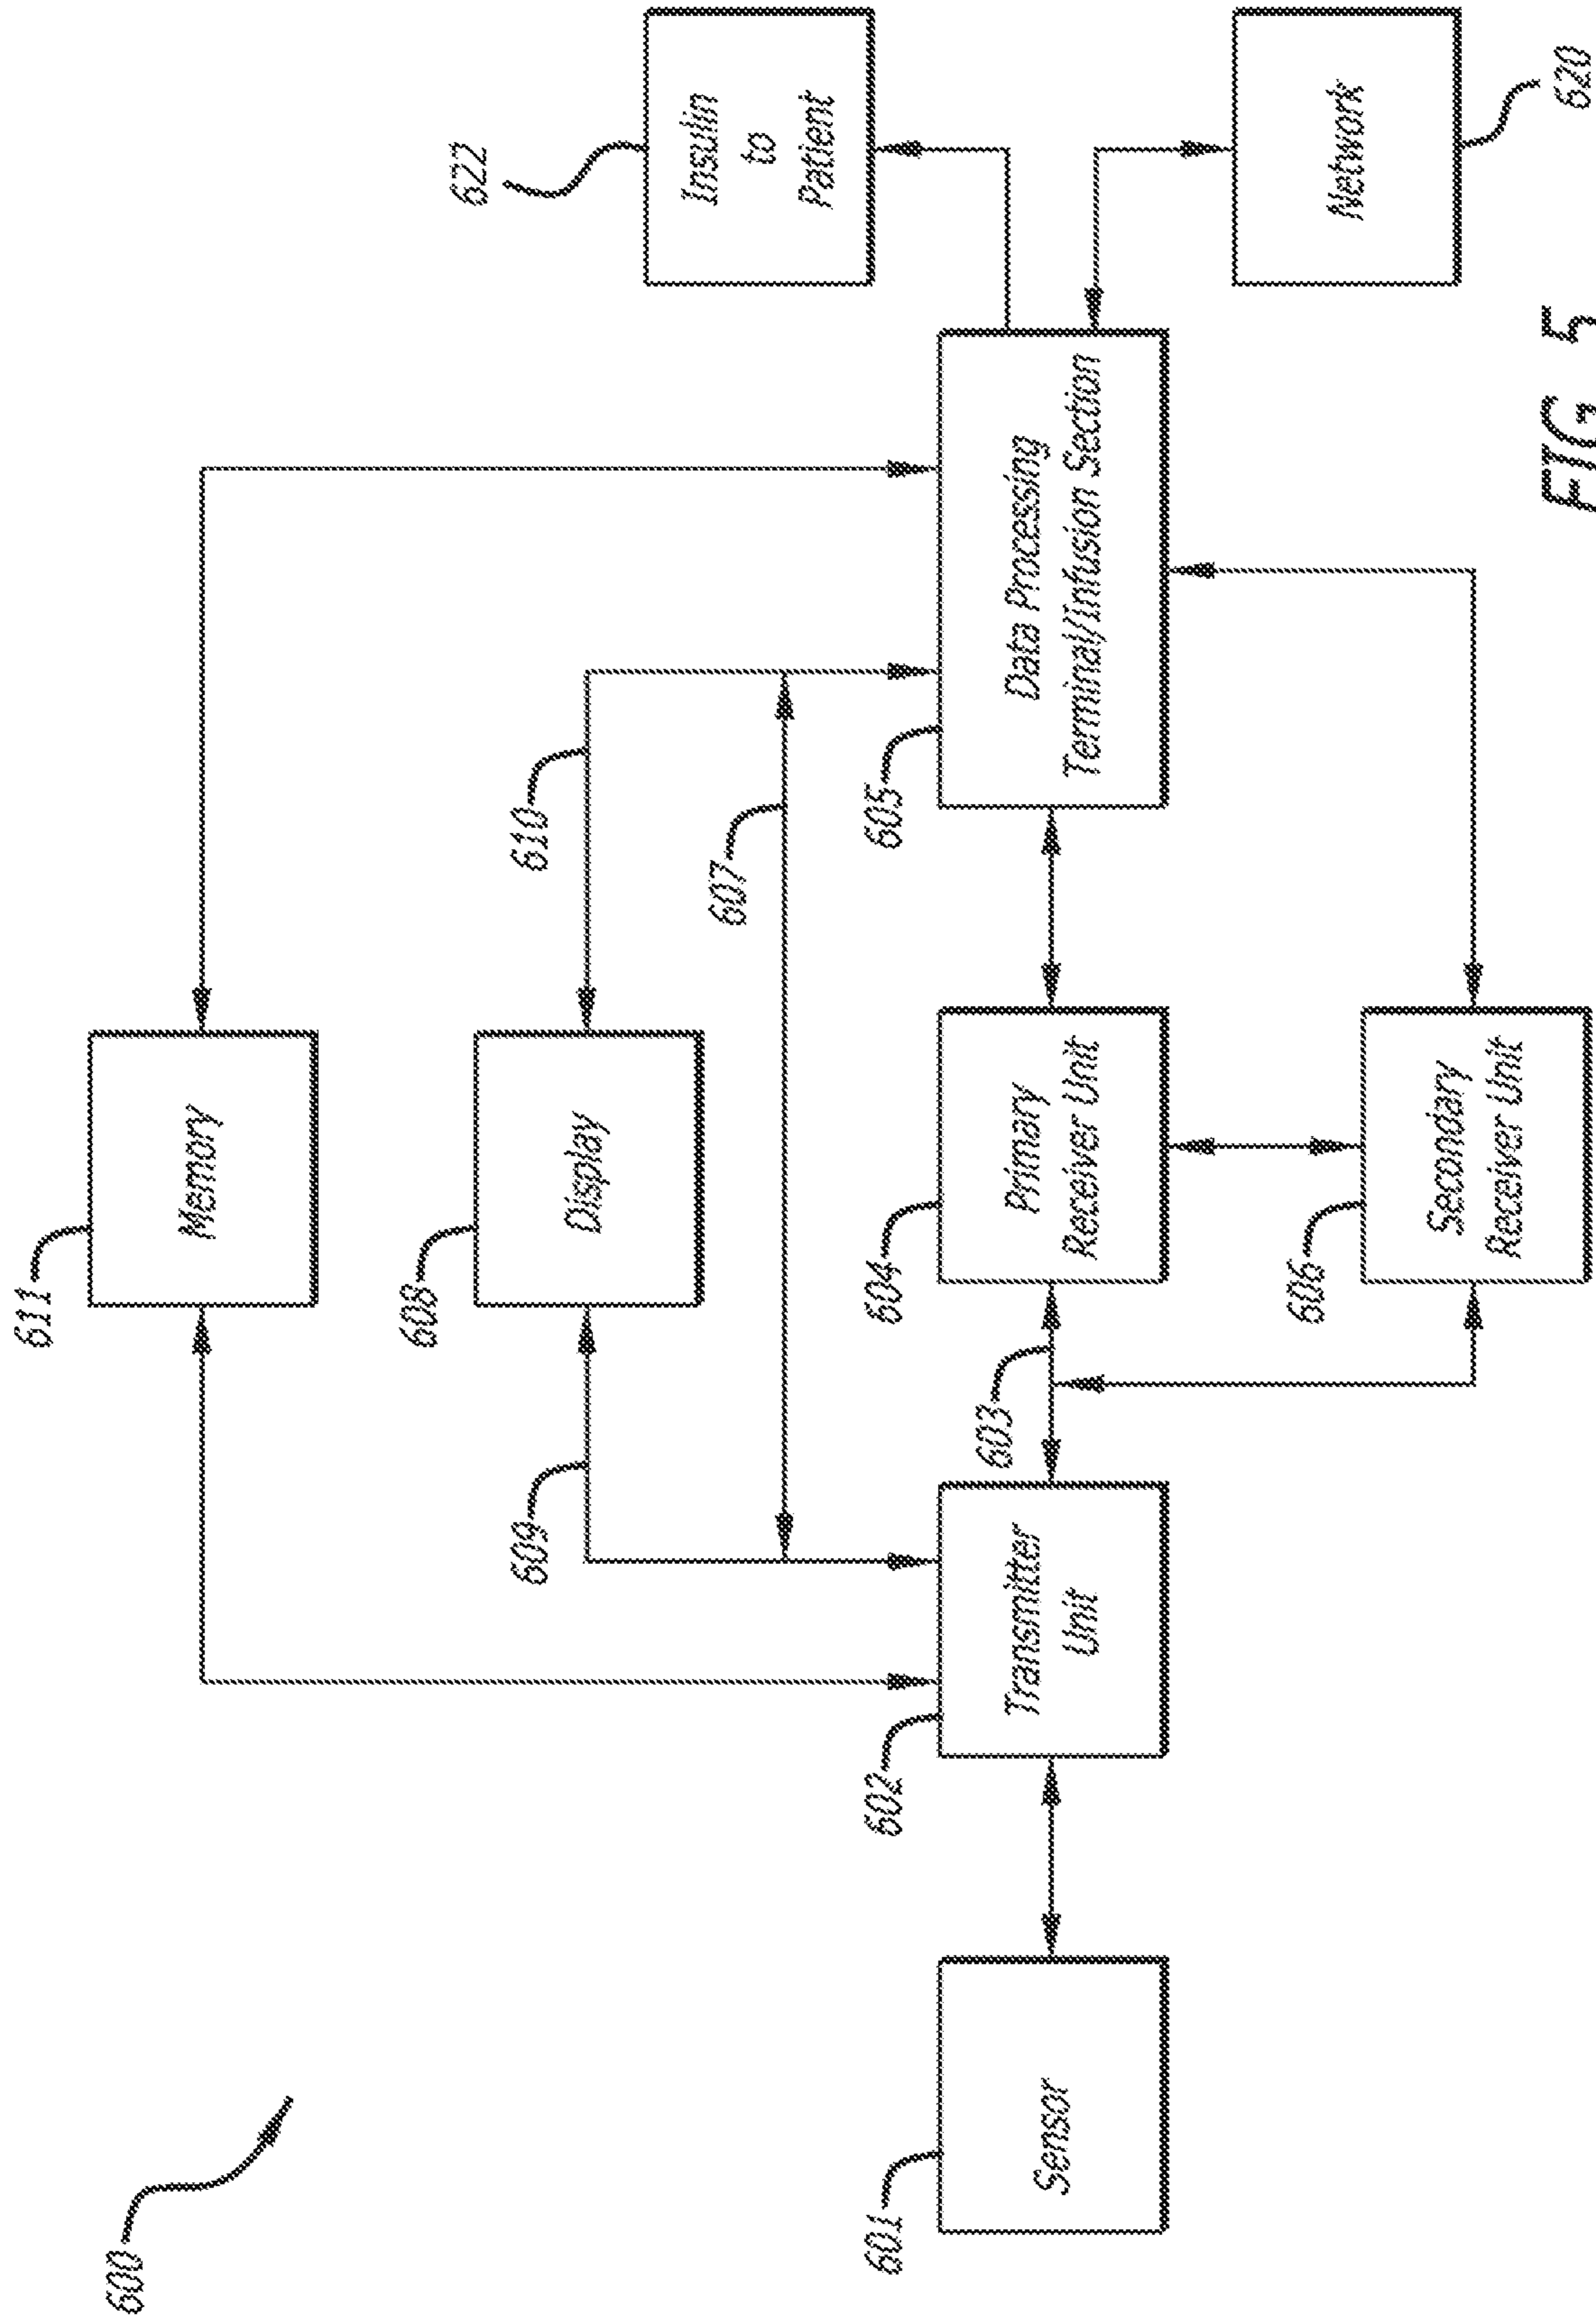 600
611
Memory
608
Display
609
610
607
622
Insulin
to
Patient
601
Sensor
602
Transmitter
Unit
603
604
Primary
Receiver Unit
605
Data Processing
Terminal/Infusion Section
606
Secondary
Receiver Unit
Network
620
FIG. 5